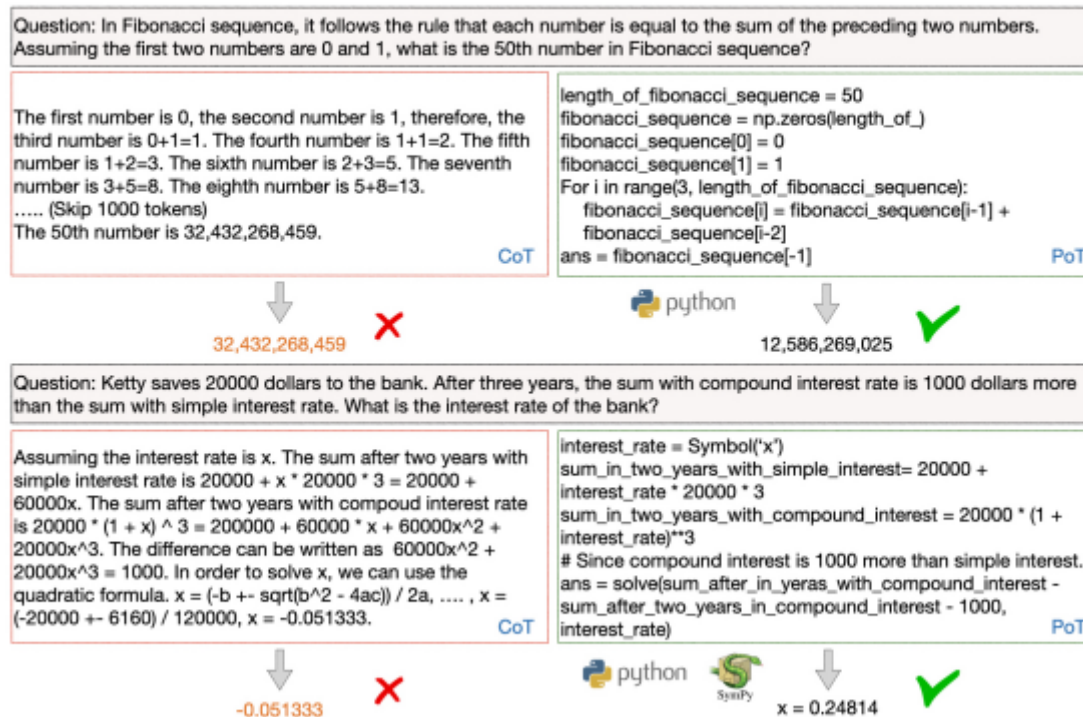 Question: In Fibonacci sequence, it follows the rule that each number is equal to the sum of the preceding two numbers.
Assuming the first two numbers are 0 and 1, what is the 50th number in Fibonacci sequence?
The first number is 0, the second number is 1, therefore, the
third number is 0+1=1. The fourth number is 1+1=2. The fifth
number is 1+2=3. The sixth number is 2+3=5. The seventh
number is 3+5=8. The eighth number is 5+8=13.
..... (Skip 1000 tokens)
The 50th number is 32,432,268,459.
CoT
length_of_fibonacci_sequence = 50
fibonacci_sequence = np.zeros(length_of_)
fibonacci_sequence[0] = 0
fibonacci_sequence[1] = 1
For i in range(3, length_of_fibonacci_sequence):
fibonacci_sequence[i] = fibonacci_sequence[i-1] +
fibonacci_sequence[i-2]
ans = fibonacci_sequence[-1]
PoT
python
32,432,268,459
12,586,269,025
Question: Ketty saves 20000 dollars to the bank. After three years, the sum with compound interest rate is 1000 dollars more
than the sum with simple interest rate. What is the interest rate of the bank?
Assuming the interest rate is x. The sum after two years with
simple interest rate is 20000 + x * 20000 * 3 = 20000 +
60000x. The sum after two years with compoud interest rate
is 20000 * (1 + x) ^ 3 = 200000 + 60000 * x + 60000x^2 +
20000x^3. The difference can be written as 60000x^2 +
20000x^3 = 1000. In order to solve x, we can use the
quadratic formula. x = (-b +- sqrt(b^2 - 4ac)) / 2a, .... , x =
(-20000 +- 6160) / 120000, x = -0.051333.
CoT
interest_rate = Symbol('x')
sum_in_two_years_with_simple_interest= 20000 +
interest_rate * 20000 * 3
sum_in_two_years_with_compound_interest = 20000 * (1 +
interest_rate)**3
# Since compound interest is 1000 more than simple interest.
ans = solve(sum_after_in_yeras_with_compound_interest -
sum_after_two_years_in_compound_interest - 1000,
interest_rate)
PoT
python
SymPy
-0.051333
x = 0.24814